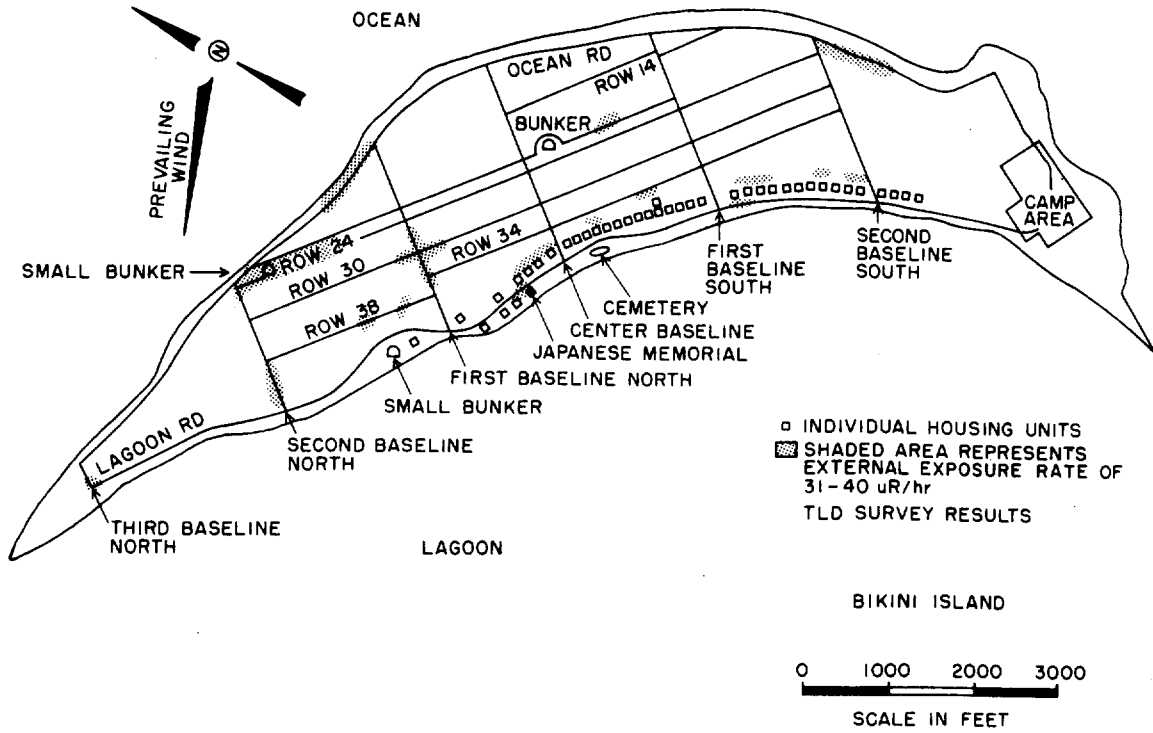 OCEAN
N
PREVAILING
WIND
OCEAN RD
ROW 14
BUNKER
CAMP
AREA
ROW 24
ROW 30
ROW 34
ROW 38
SMALL BUNKER
FIRST
BASELINE
SOUTH
SECOND
BASELINE
SOUTH
CEMETERY
CENTER BASELINE
JAPANESE MEMORIAL
FIRST BASELINE NORTH
SMALL BUNKER
LAGOON RD
SECOND BASELINE
NORTH
THIRD BASELINE
NORTH
LAGOON
INDIVIDUAL HOUSING UNITS
SHADED AREA REPRESENTS
EXTERNAL EXPOSURE RATE OF
31-40 uR/hr
TLD SURVEY RESULTS
BIKINI ISLAND
0 1000 2000 3000
SCALE IN FEET